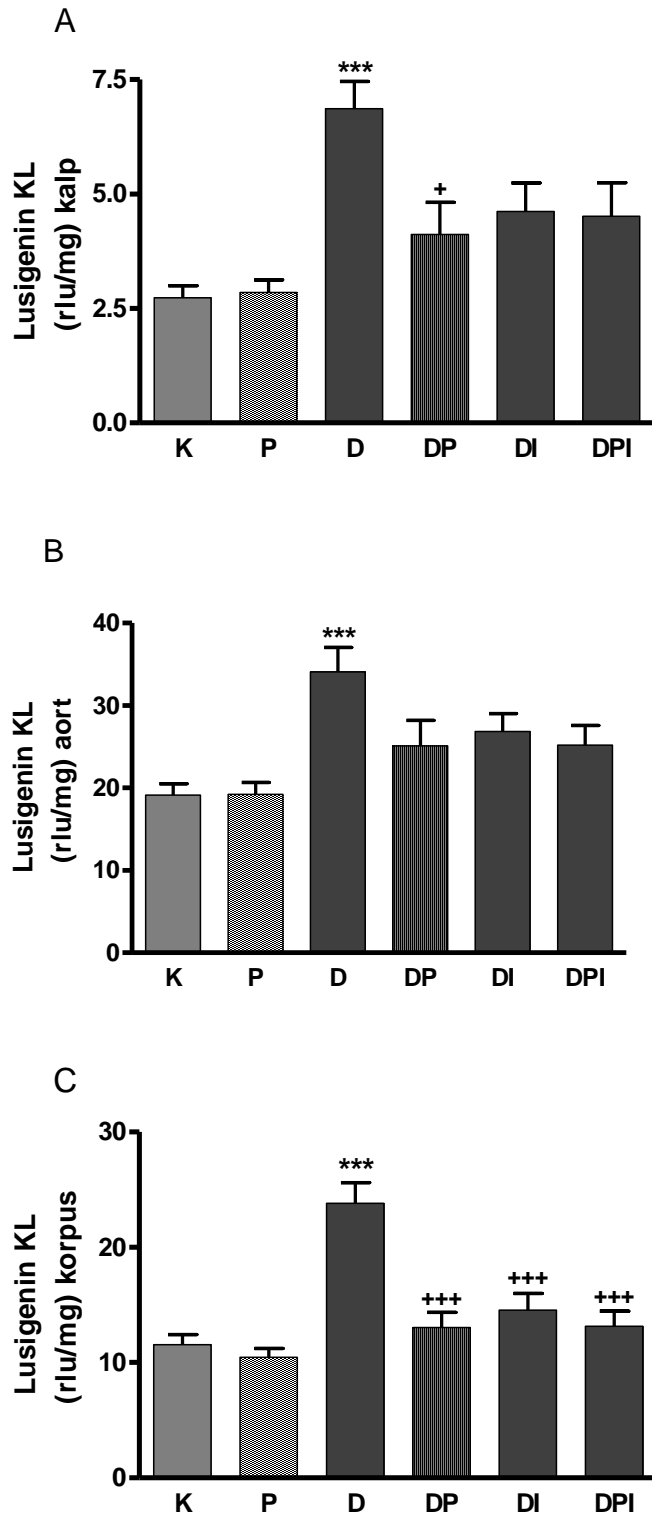 A
Lusigenin KL
(rlu/mg) kalp
7.5
5.0
2.5
0.0
***
+
K P D DP DI DPI
B
Lusigenin KL
(rlu/mg) aort
40
30
20
10
0
***
K P D DP DI DPI
C
Lusigenin KL
(rlu/mg) korpus
30
20
10
0
***
+++ +++ +++
K P D DP DI DPI